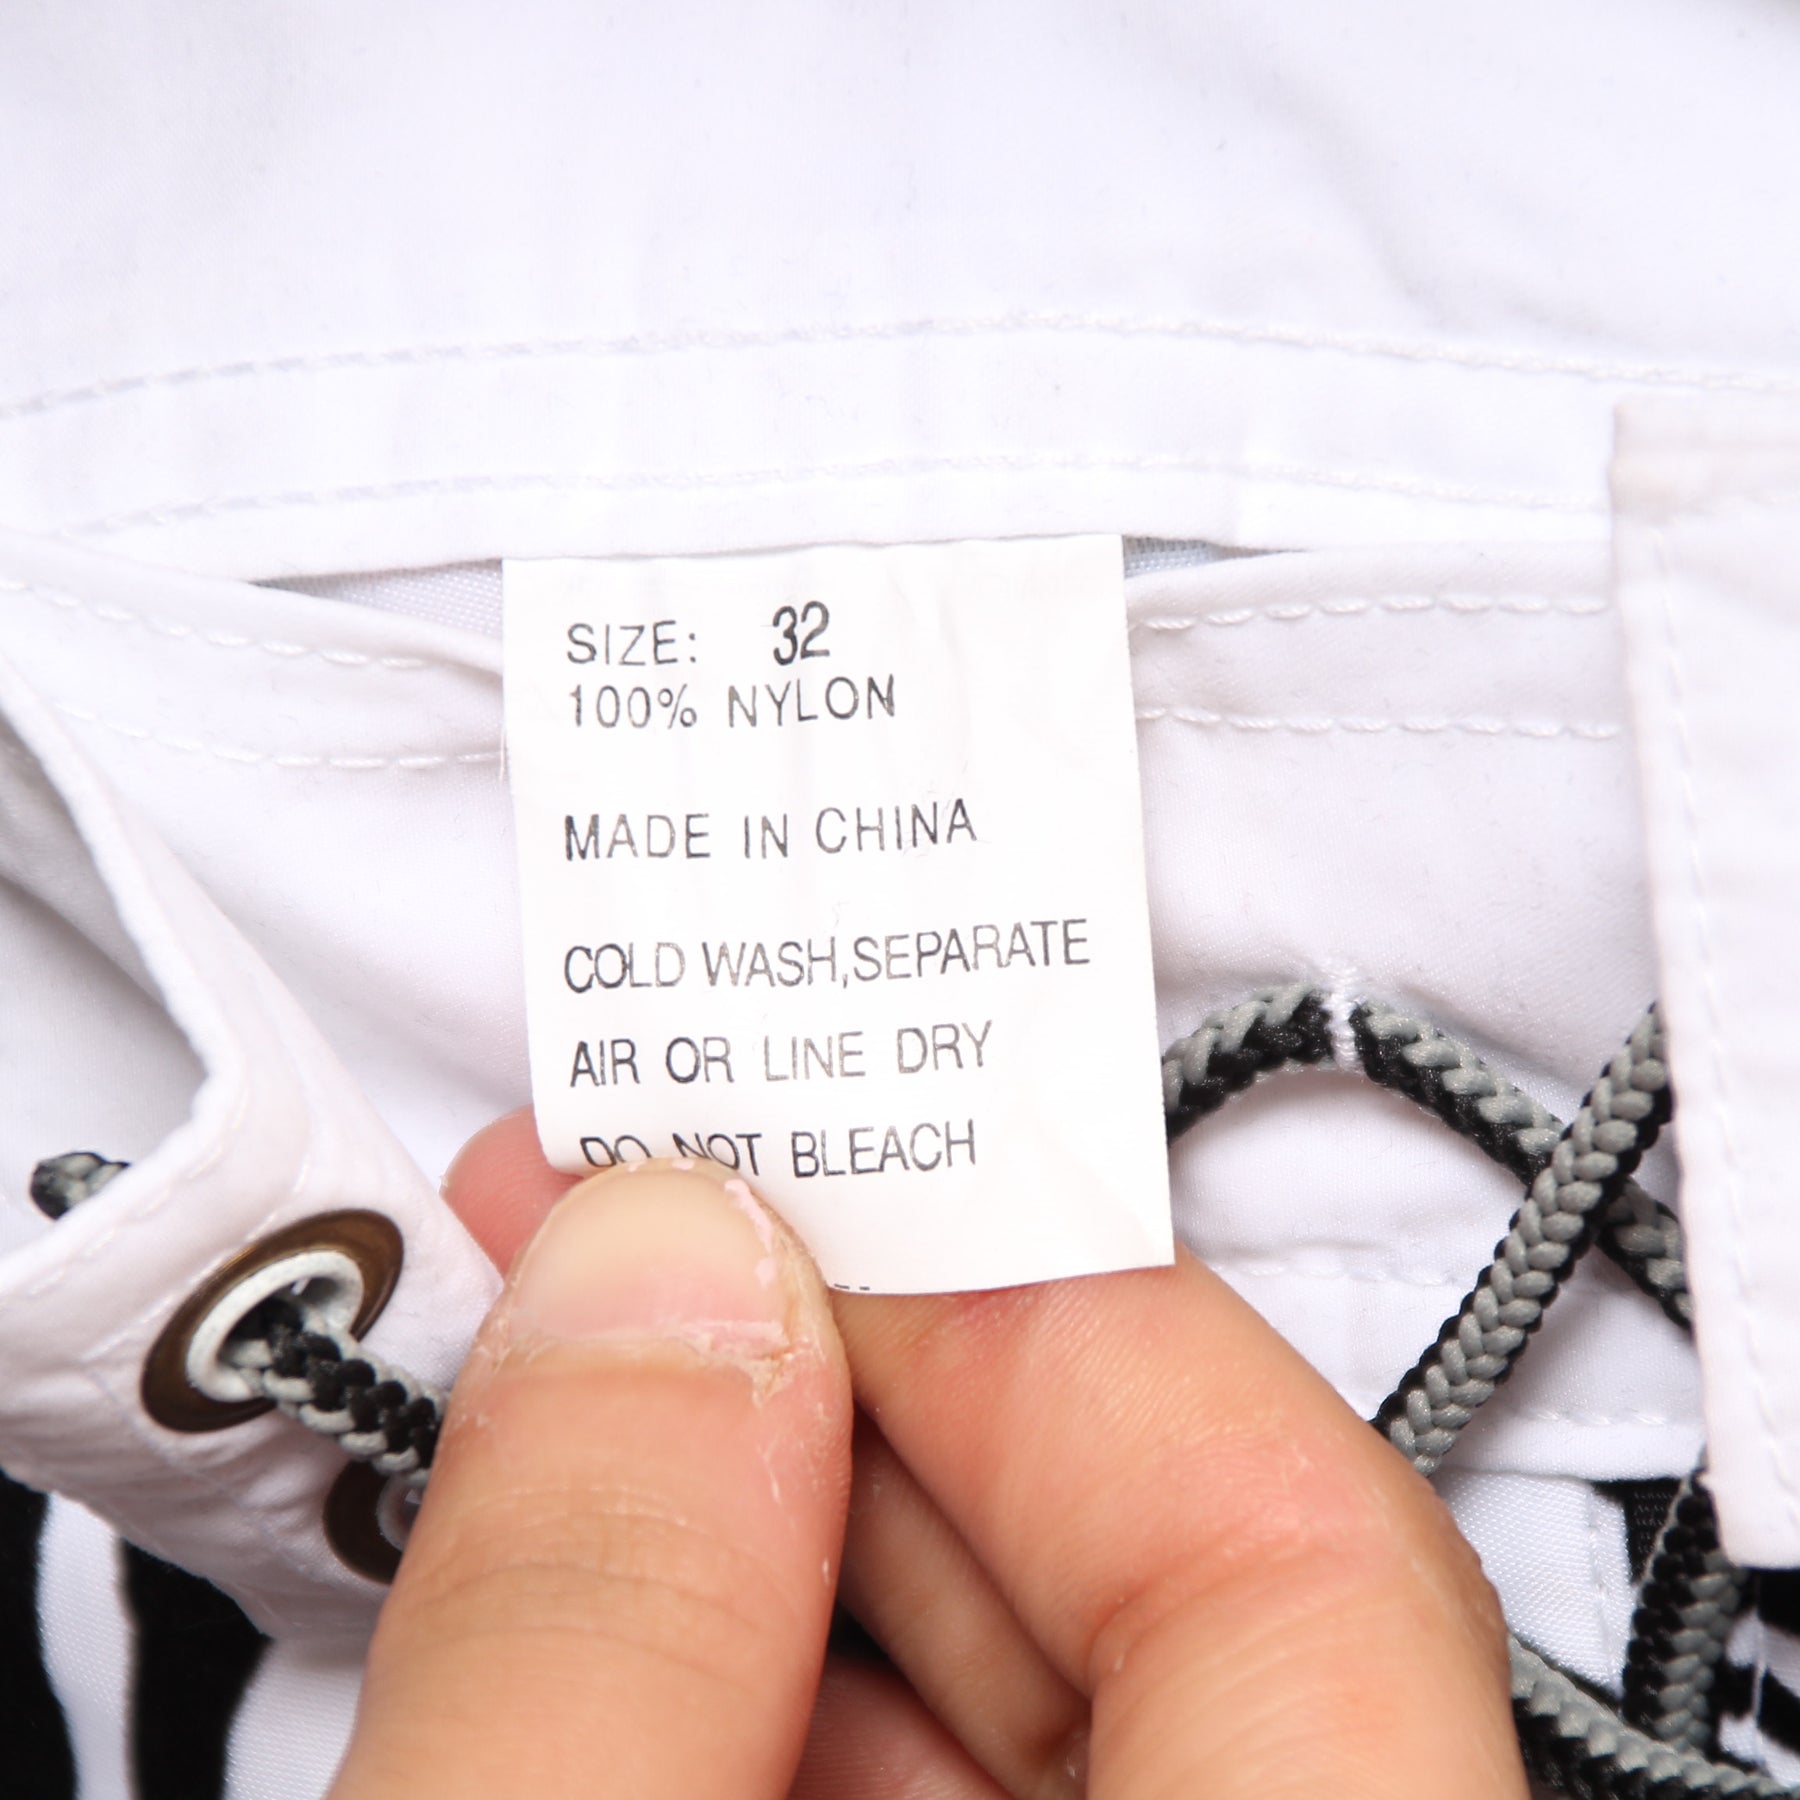 SIZE: 32
100% NYLON
MADE IN CHINA
COLD WASH,SEPARATE
AIR OR LINE DRY
DO NOT BLEACH